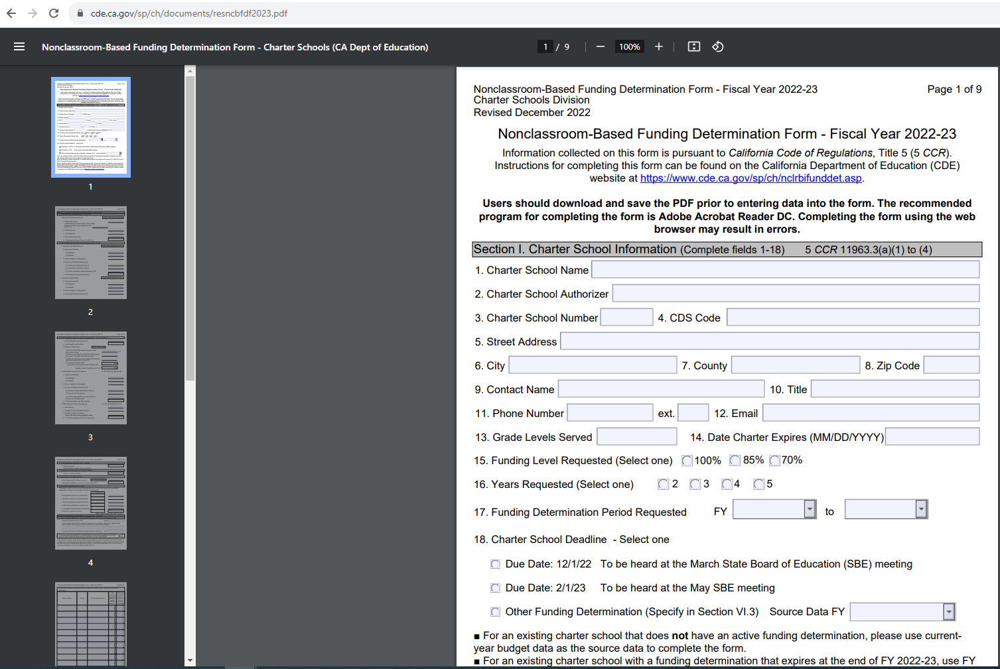 cde.ca.gov/sp/ch/documents/resncbfdf2023.pdf
Nonclassroom-Based Funding Determination Form - Charter Schools (CA Dept of Education)
1 / 9
100%
1
2
3
4
Nonclassroom-Based Funding Determination Form - Fiscal Year 2022-23 Page 1 of 9
Charter Schools Division
Revised December 2022
Nonclassroom-Based Funding Determination Form - Fiscal Year 2022-23
Information collected on this form is pursuant to California Code of Regulations, Title 5 (5 CCR).
Instructions for completing this form can be found on the California Department of Education (CDE)
website at https://www.cde.ca.gov/sp/ch/nclrbifunddet.asp.
Users should download and save the PDF prior to entering data into the form. The recommended
program for completing the form is Adobe Acrobat Reader DC. Completing the form using the web
browser may result in errors.
Section I. Charter School Information (Complete fields 1-18) 5 CCR 11963.3(a)(1) to (4)
1. Charter School Name
2. Charter School Authorizer
3. Charter School Number 4. CDS Code
5. Street Address
6. City 7. County 8. Zip Code
9. Contact Name 10. Title
11. Phone Number ext. 12. Email
13. Grade Levels Served 14. Date Charter Expires (MM/DD/YYYY)
15. Funding Level Requested (Select one) 100% 85% 70%
16. Years Requested (Select one) 2 3 4 5
17. Funding Determination Period Requested FY to
18. Charter School Deadline - Select one
Due Date: 12/1/22 To be heard at the March State Board of Education (SBE) meeting
Due Date: 2/1/23 To be heard at the May SBE meeting
Other Funding Determination (Specify in Section VI.3) Source Data FY
■ For an existing charter school that does not have an active funding determination, please use current-
year budget data as the source data to complete the form.
■ For an existing charter school with a funding determination that expires at the end of FY 2022-23, use FY